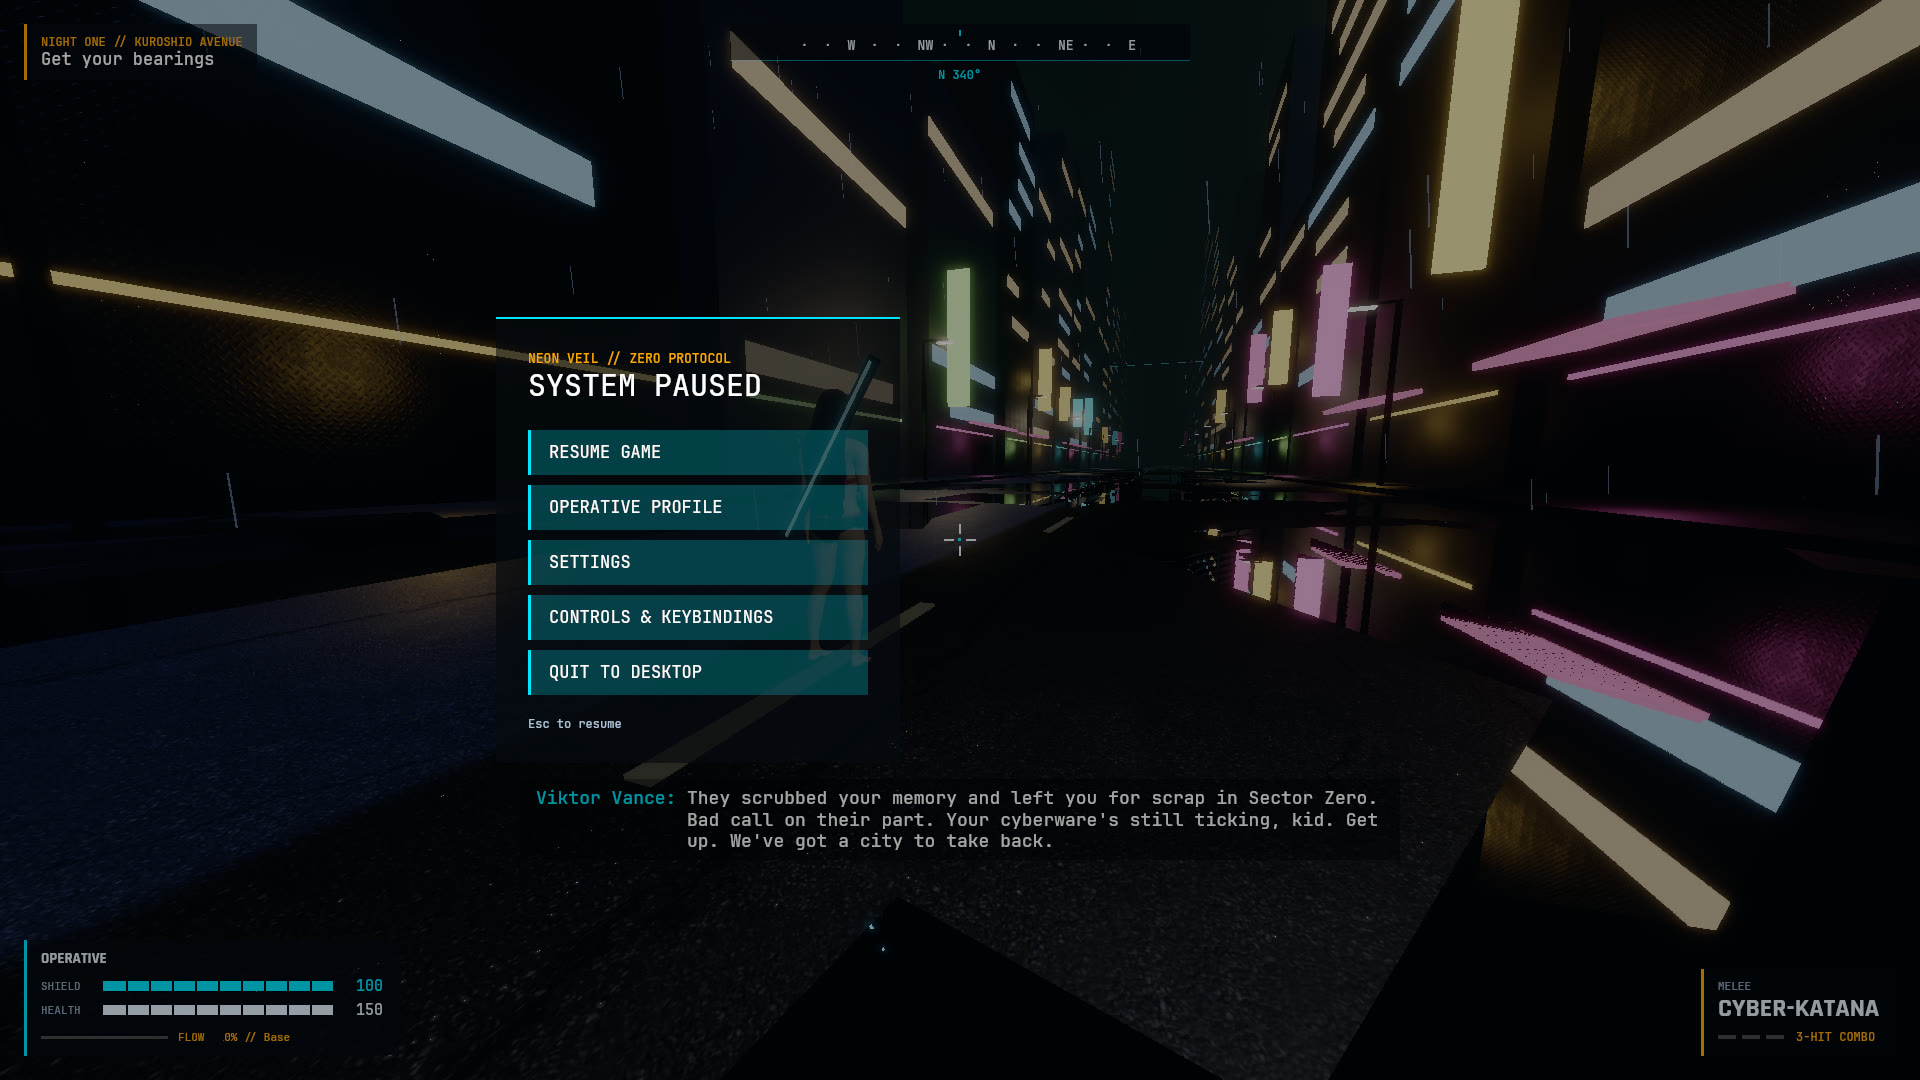 NIGHT ONE // KUROSHIO AVENUE
Get your bearings
· · W · · NW · · N · · NE · · E
N 340°
NEON VEIL // ZERO PROTOCOL
SYSTEM PAUSED
RESUME GAME
OPERATIVE PROFILE
SETTINGS
CONTROLS & KEYBINDINGS
QUIT TO DESKTOP
Esc to resume
Viktor Vance: They scrubbed your memory and left you for scrap in Sector Zero.
Bad call on their part. Your cyberware's still ticking, kid. Get
up. We've got a city to take back.
OPERATIVE
SHIELD 100
HEALTH 150
FLOW 0% // Base
MELEE
CYBER-KATANA
3-HIT COMBO